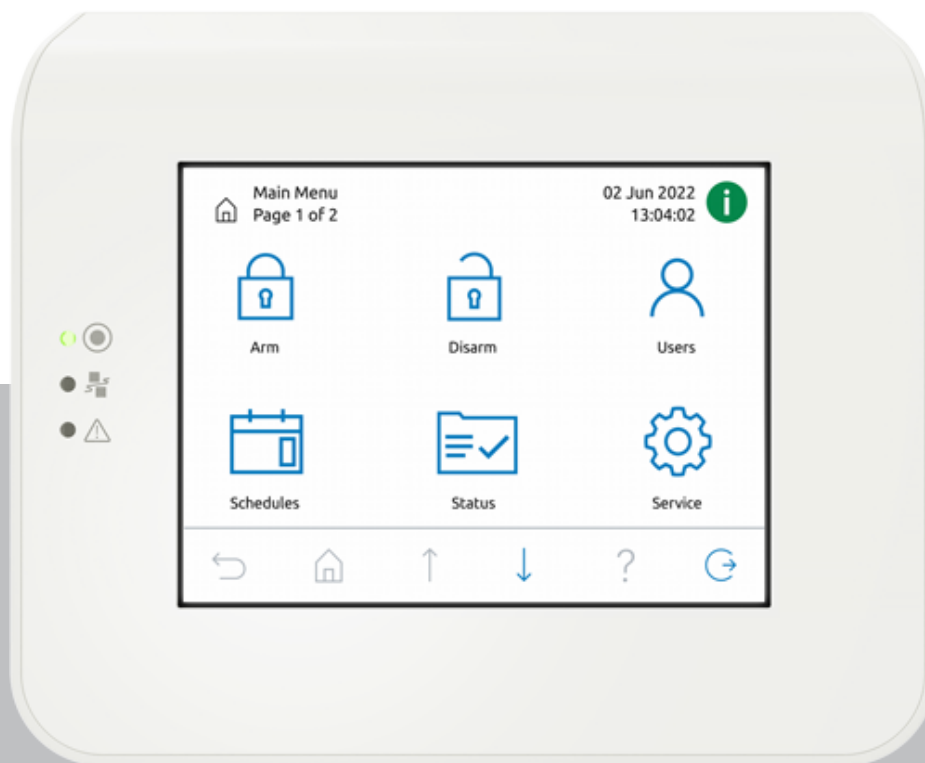 Main Menu
Page 1 of 2
02 Jun 2022
13:04:02
i
Arm
Disarm
Users
Schedules
Status
Service
?